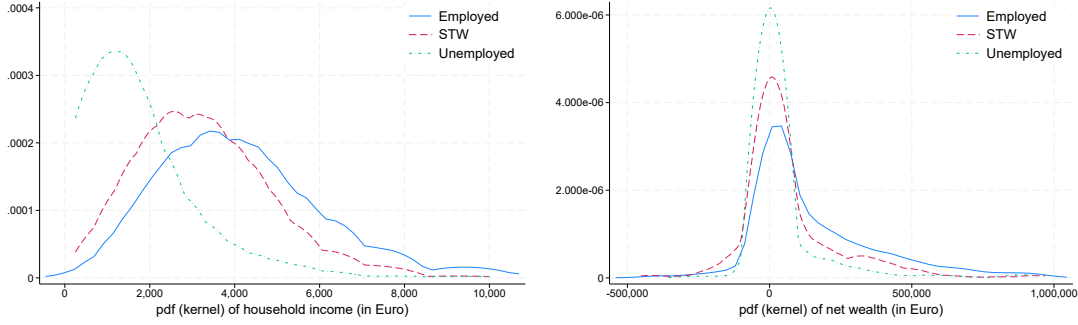 .0004
.0003
.0002
.0001
0
0
2,000
4,000
6,000
8,000
10,000
pdf (kernel) of household income (in Euro)
Employed
STW
Unemployed
6.000e-06
4.000e-06
2.000e-06
0
-500,000
0
500,000
1,000,000
pdf (kernel) of net wealth (in Euro)
Employed
STW
Unemployed